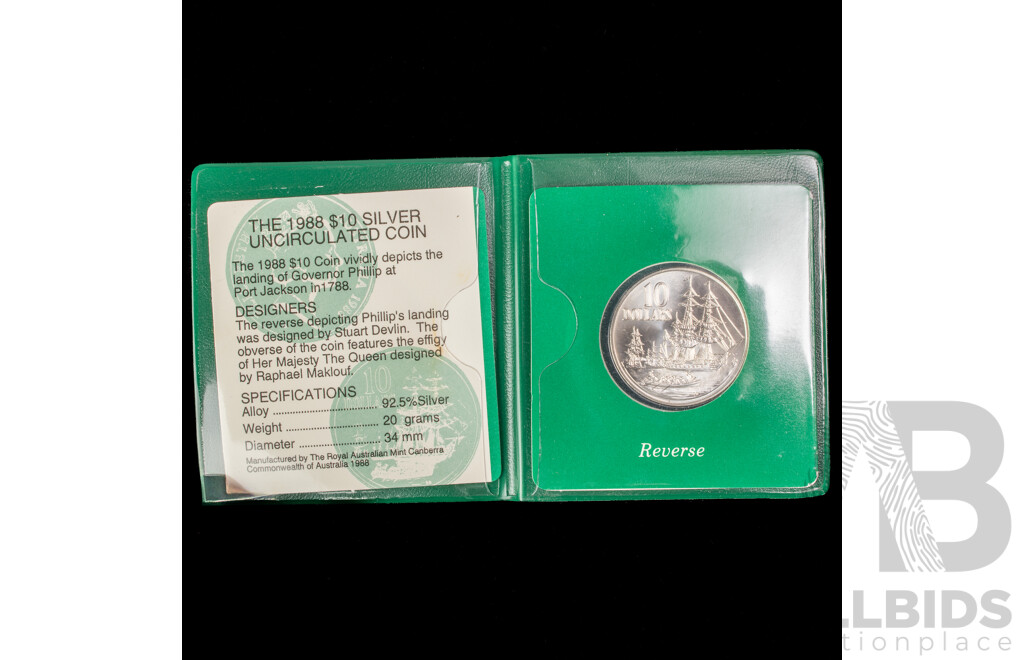 THE 1988 $10 SILVER
UNCIRCULATED COIN
The 1988 $10 Coin vividly depicts the
landing of Governor Phillip at
Port Jackson in1788.
DESIGNERS
The reverse depicting Phillip's landing
was designed by Stuart Devlin. The
obverse of the coin features the effigy
of Her Majesty The Queen designed
by Raphael Maklouf.
SPECIFICATIONS
Alloy ................................ 92.5%Silver
Weight ............................ 20 grams
Diameter ......................... 34 mm
Manufactured by The Royal Australian Mint Canberra
Commonwealth of Australia 1988
10
DOLLARS
Reverse
B
LLBIDS
tionplace